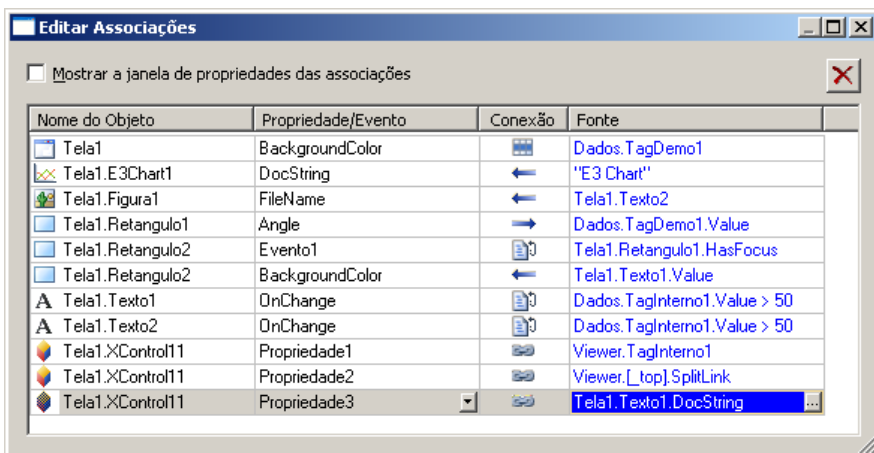 Editar Associações
Mostrar a janela de propriedades das associações
Nome do Objeto Propriedade/Evento Conexão Fonte
Tela1 BackgroundColor Dados.TagDemo1
Tela1.E3Chart1 DocString "E3 Chart"
Tela1.Figura1 FileName Tela1.Texto2
Tela1.Retangulo1 Angle Dados.TagDemo1.Value
Tela1.Retangulo2 Evento1 Tela1.Retangulo1.HasFocus
Tela1.Retangulo2 BackgroundColor Tela1.Texto1.Value
A Tela1.Texto1 OnChange Dados.TagInterno1.Value > 50
A Tela1.Texto2 OnChange Dados.TagInterno1.Value > 50
Tela1.XControl11 Propriedade1 Viewer.TagInterno1
Tela1.XControl11 Propriedade2 Viewer.[_top].SplitLink
Tela1.XControl11 Propriedade3 Tela1.Texto1.DocString ...